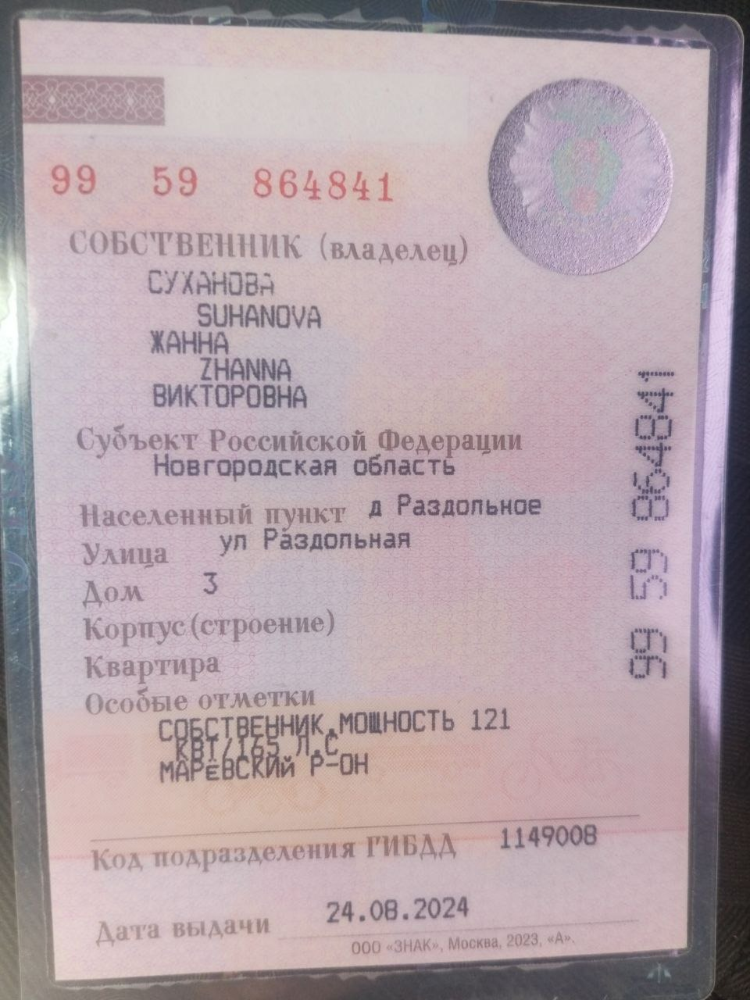 99 59 864841
СОБСТВЕННИК (владелец)
СУХАНОВА
SUHANOVA
ЖАННА
ZHANNA
ВИКТОРОВНА
Субъект Российской Федерации
Новгородская область
Населенный пункт д Раздольное
Улица ул Раздольная
Дом 3
Корпус (строение)
Квартира
Особые отметки
СОБСТВЕННИК,МОЩНОСТЬ 121
КВТ/165 Л.С
МАРЁВСКИй Р-ОН
Код подразделения ГИБДД 1149008
Дата выдачи 24.08.2024
ООО «ЗНАК», Москва, 2023, «А».
99 59 864841